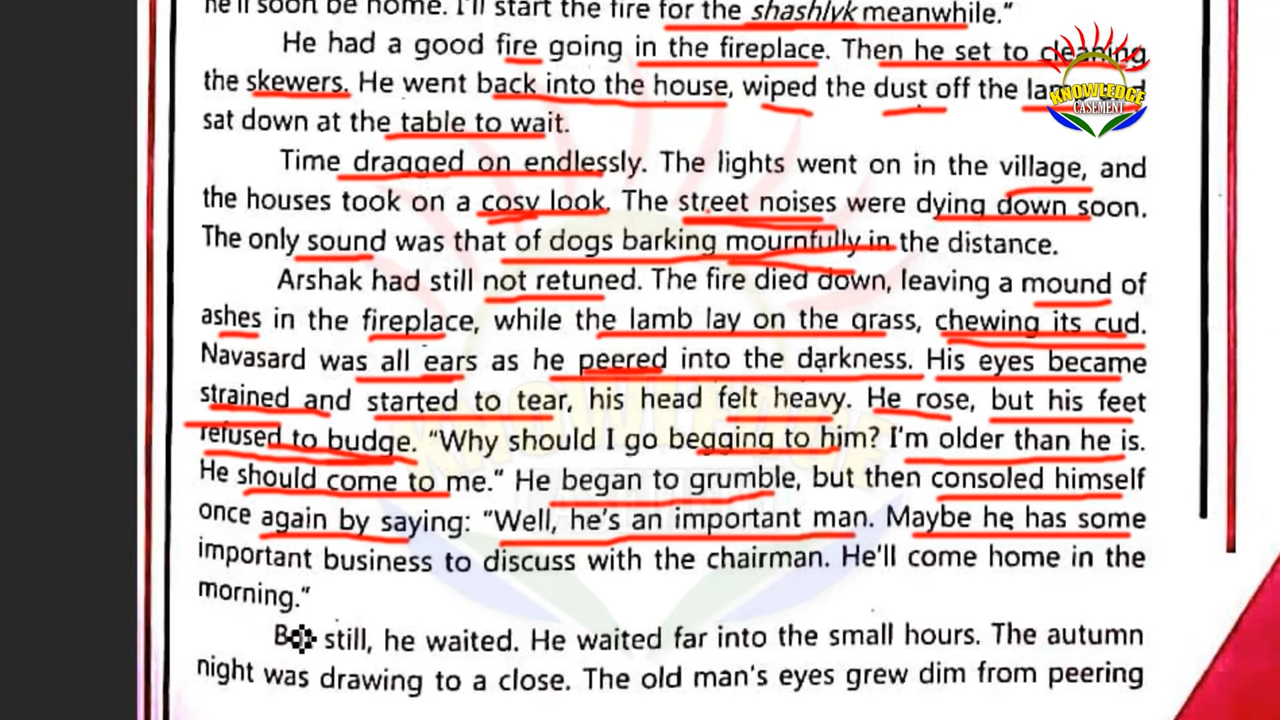 he'll soon be home. I'll start the fire for the shashlyk meanwhile."
He had a good fire going in the fireplace. Then he set to cleaning
the skewers. He went back into the house, wiped the dust off the
sat down at the table to wait.
Time dragged on endlessly. The lights went on in the village, and
the houses took on a cosy look. The street noises were dying down soon.
The only sound was that of dogs barking mournfully in the distance.
Arshak had still not retuned. The fire died down, leaving a mound of
ashes in the fireplace, while the lamb lay on the grass, chewing its cud.
Navasard was all ears as he peered into the darkness. His eyes became
strained and started to tear, his head felt heavy. He rose, but his feet
refused to budge. "Why should I go begging to him? I'm older than he is.
He should come to me." He began to grumble, but then consoled himself
once again by saying: "Well, he's an important man. Maybe he has some
important business to discuss with the chairman. He'll come home in the
morning."
still, he waited. He waited far into the small hours. The autumn
night was drawing to a close. The old man's eyes grew dim from peering
KNOWLEDGE
CASEMENT